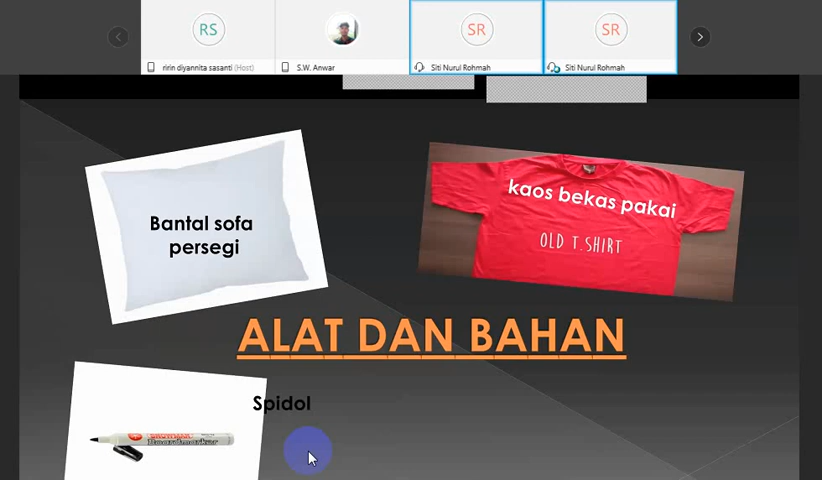 RS
SR
SR
ririn diyannita sasanti (Host)
S.W. Anwar
Siti Nurul Rohmah
Siti Nurul Rohmah
Bantal sofa
persegi
kaos bekas pakai
OLD T.SHIRT
ALAT DAN BAHAN
Spidol
Boardmarker